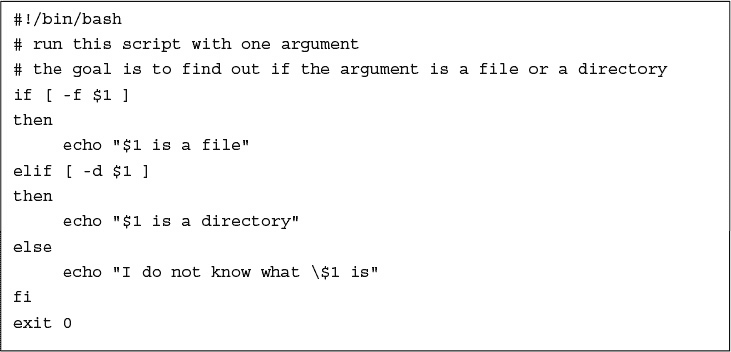 #!/bin/bash
# run this script with one argument
# the goal is to find out if the argument is a file or a directory
if [ -f $1 ]
then
     echo "$1 is a file"
elif [ -d $1 ]
then
     echo "$1 is a directory"
else
     echo "I do not know what \$1 is"
fi
exit 0